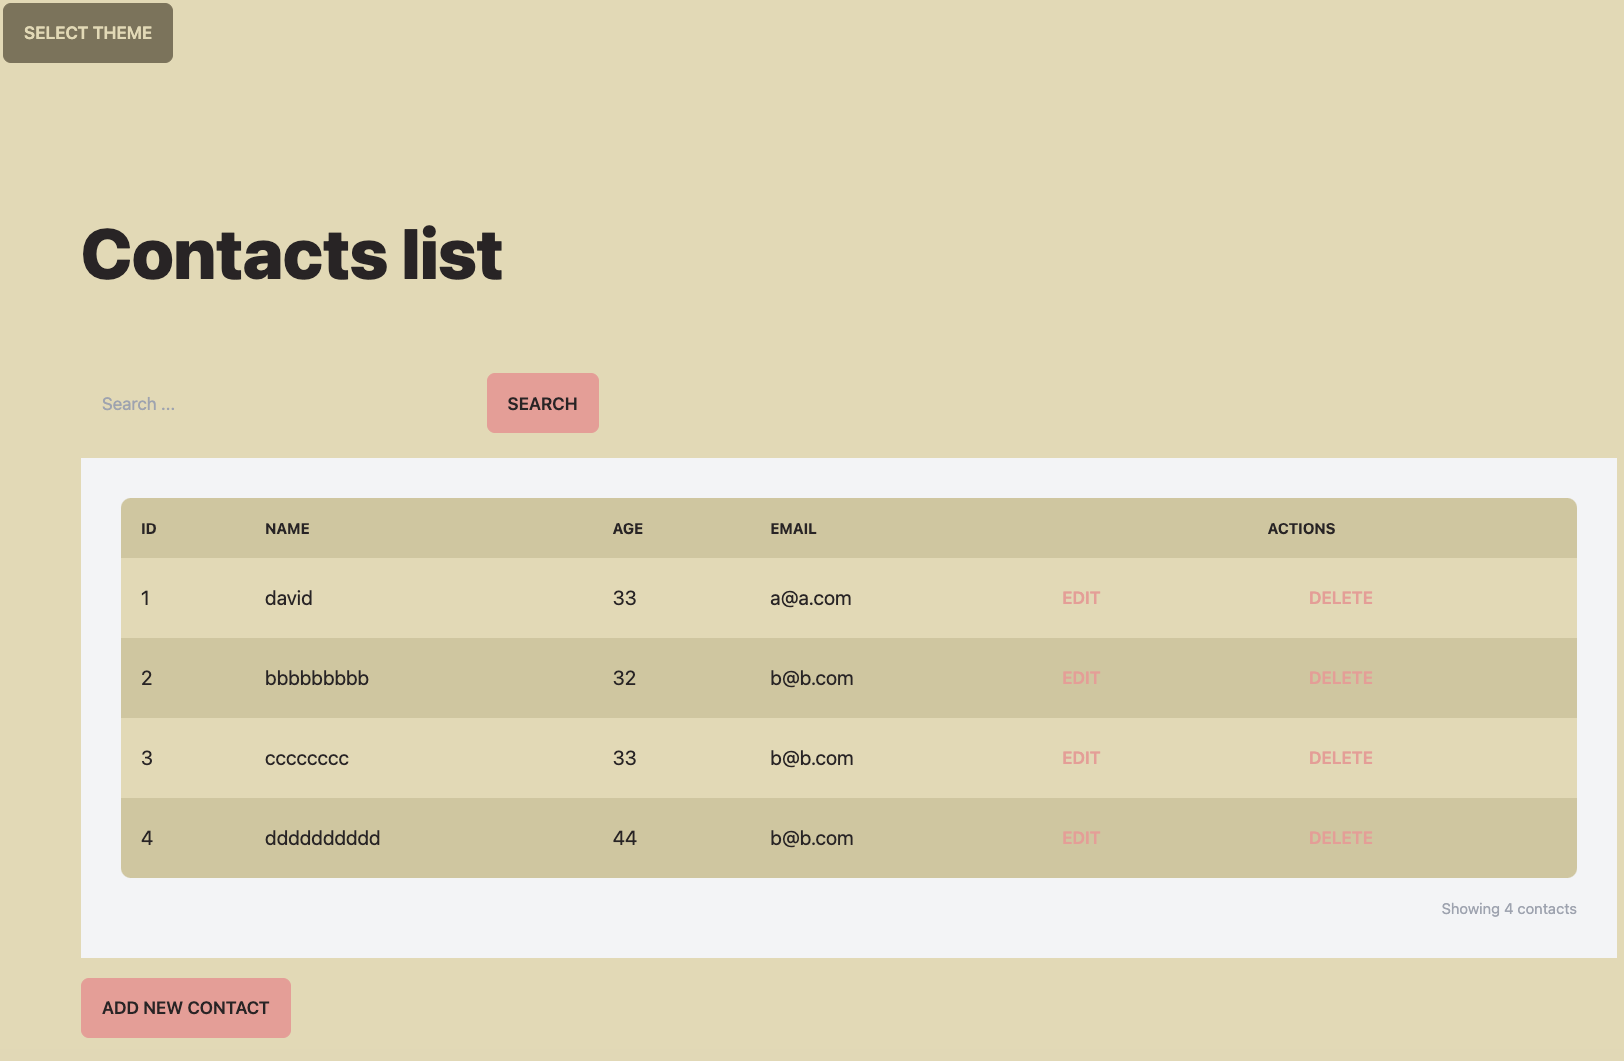 SELECT THEME
Contacts list
Search ...
SEARCH
ID NAME AGE EMAIL ACTIONS
1 david 33 a@a.com EDIT DELETE
2 bbbbbbbbb 32 b@b.com EDIT DELETE
3 cccccccc 33 b@b.com EDIT DELETE
4 dddddddddd 44 b@b.com EDIT DELETE
Showing 4 contacts
ADD NEW CONTACT